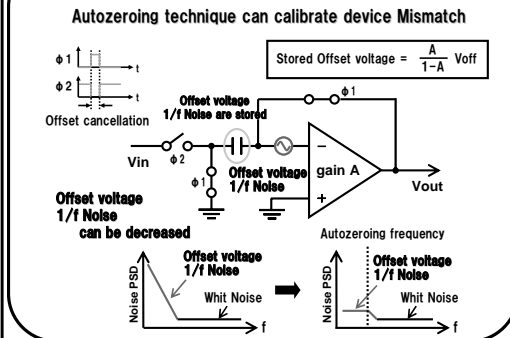 Autozeroing technique can calibrate device Mismatch
ϕ1
t
ϕ2
t
Offset cancellation
Stored Offset voltage = A/1-A Voff
Offset voltage
1/f Noise are stored
ϕ1
Vin
ϕ2
ϕ1
Offset voltage
1/f Noise
−
gain A
+
Vout
Offset voltage
1/f Noise
can be decreased
Noise PSD
Offset voltage
1/f Noise
Whit Noise
f
Autozeroing frequency
Noise PSD
Offset voltage
1/f Noise
Whit Noise
f